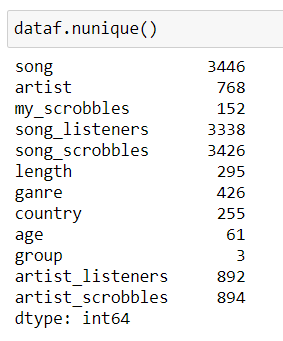 dataf.nunique()
song 3446
artist 768
my_scrobbles 152
song_listeners 3338
song_scrobbles 3426
length 295
ganre 426
country 255
age 61
group 3
artist_listeners 892
artist_scrobbles 894
dtype: int64